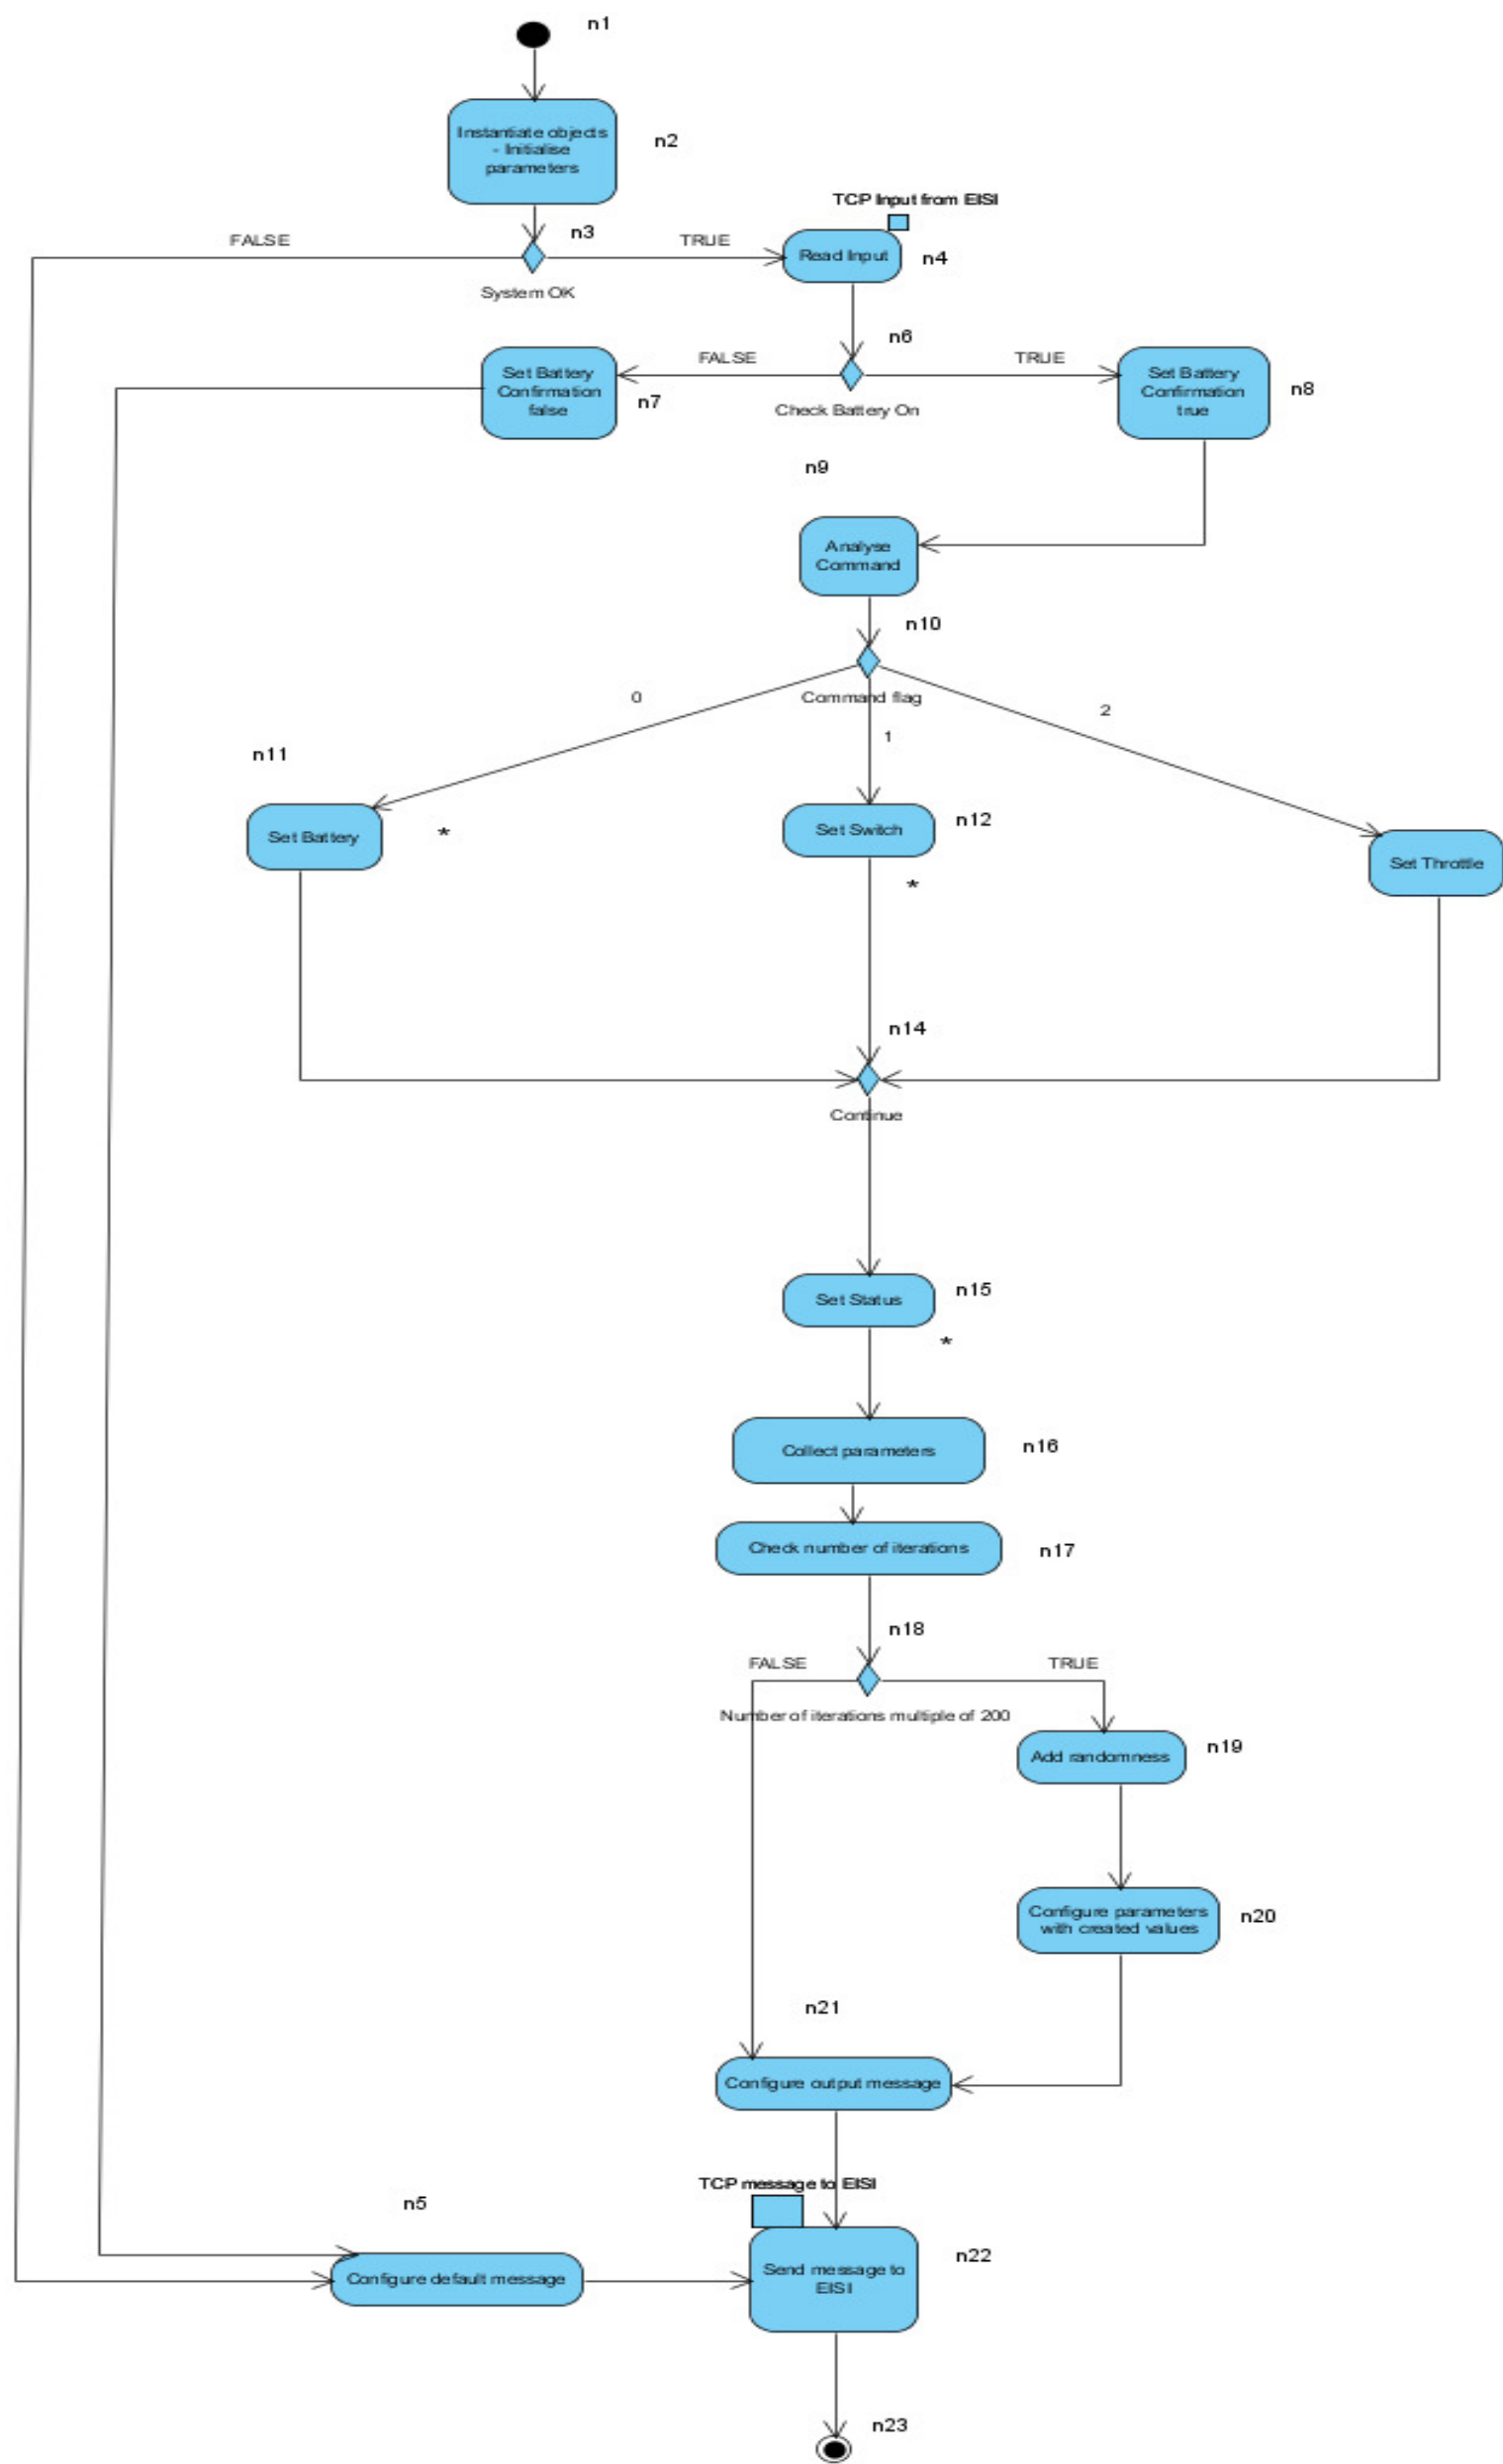 n1
Instantiate objects
- Initialise
parameters
n2
TCP Input from EISI
n3
FALSE
TRUE
Read Input
n4
System OK
n6
FALSE
TRUE
Set Battery
Confirmation
false
n7
Check Battery On
Set Battery
Confirmation
true
n8
n9
Analyse
Command
n10
Command flag
0
1
2
n11
Set Battery
*
Set Switch
n12
*
Set Throttle
n14
Continue
Set Status
n15
*
Collect parameters
n16
Check number of iterations
n17
n18
FALSE
TRUE
Number of iterations multiple of 200
Add randomness
n19
Configure parameters
with created values
n20
n21
Configure output message
TCP message to EISI
n5
Configure default message
Send message to
EISI
n22
n23